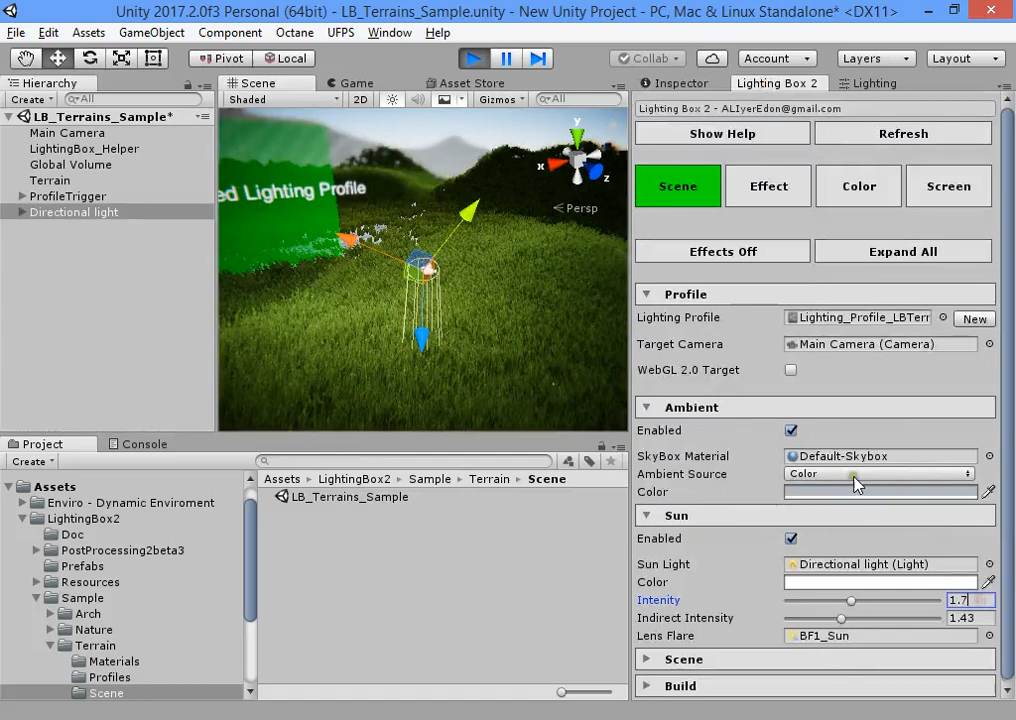 Unity 2017.2.0f3 Personal (64bit) - LB_Terrains_Sample.unity - New Unity Project - PC, Mac & Linux Standalone* <DX11>
File Edit Assets GameObject Component Octane UFPS Window Help
Pivot Local Collab Account Layers Layout
Hierarchy Scene Game Asset Store Inspector Lighting Box 2 Lighting
Create All Shaded 2D Gizmos All
Lighting Box 2 - ALIyerEdon@gmail.com
LB_Terrains_Sample*
Main Camera
LightingBox_Helper
Global Volume
Terrain
ProfileTrigger
Directional light
ed Lighting Profile
y
x
z
Persp
Show Help Refresh
Scene Effect Color Screen
Effects Off Expand All
Profile
Lighting Profile Lighting_Profile_LBTerr New
Target Camera Main Camera (Camera)
WebGL 2.0 Target
Ambient
Enabled
SkyBox Material Default-Skybox
Ambient Source Color
Color
Sun
Enabled
Sun Light Directional light (Light)
Color
Intenity 1.7
Indirect Intensity 1.43
Lens Flare BF1_Sun
Scene
Build
Project Console
Create
Assets
Enviro - Dynamic Enviroment
LightingBox2
Doc
PostProcessing2beta3
Prefabs
Resources
Sample
Arch
Nature
Terrain
Materials
Profiles
Scene
Assets LightingBox2 Sample Terrain Scene
LB_Terrains_Sample